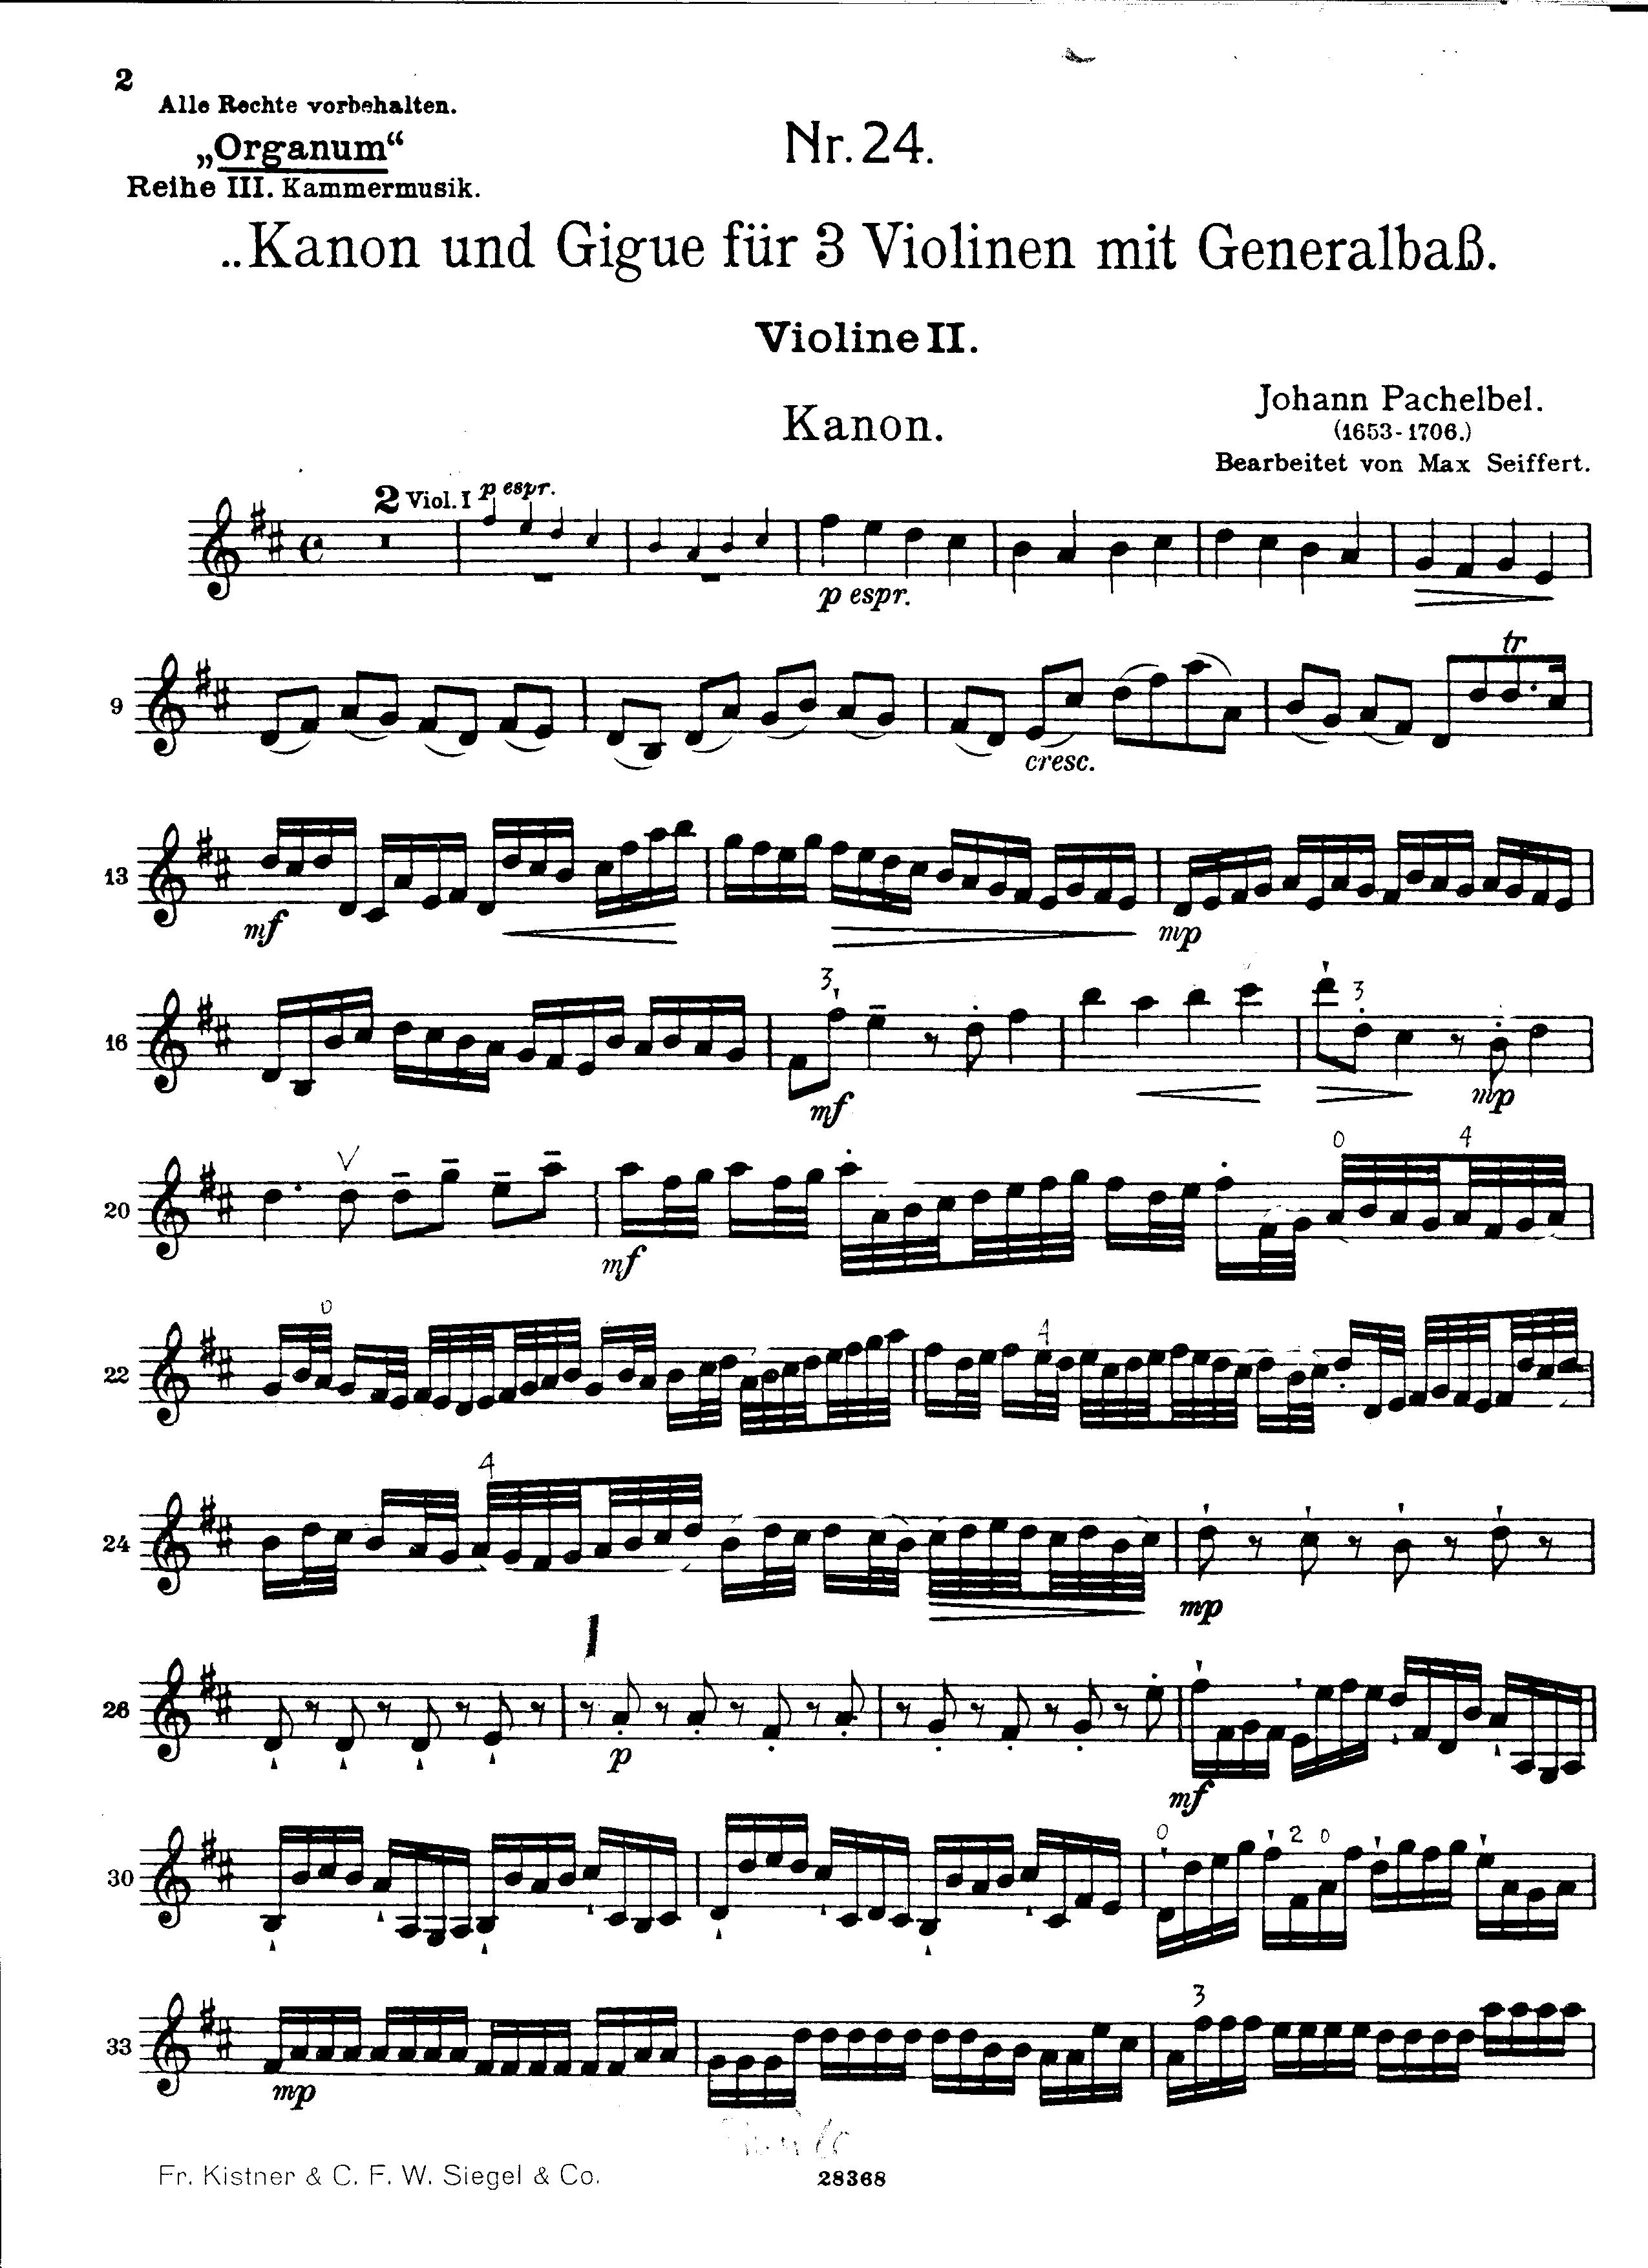 2
Alle Rechte vorbehalten.
„Organum“
Reihe III. Kammermusik.
Nr. 24.
Kanon und Gigue für 3 Violinen mit Generalbaß.
Violine II.
Kanon.
Johann Pachelbel.
(1653-1706.)
Bearbeitet von Max Seiffert.
2 Viol. I p espr.
p espr.
tr
9
cresc.
13
mf
mp
3
3
16
mf
mp
0 4
20
mf
0
4
22
4
24
mp
1
26
p
mf
0 2 0
30
3
33
mp
Fr. Kistner & C. F. W. Siegel & Co.
28368